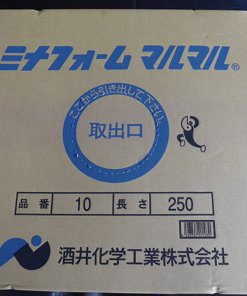 ミナフォーム マルマル®
ここから引き出して下さい。
取出口
品番 10 長さ 250
酒井化学工業株式会社